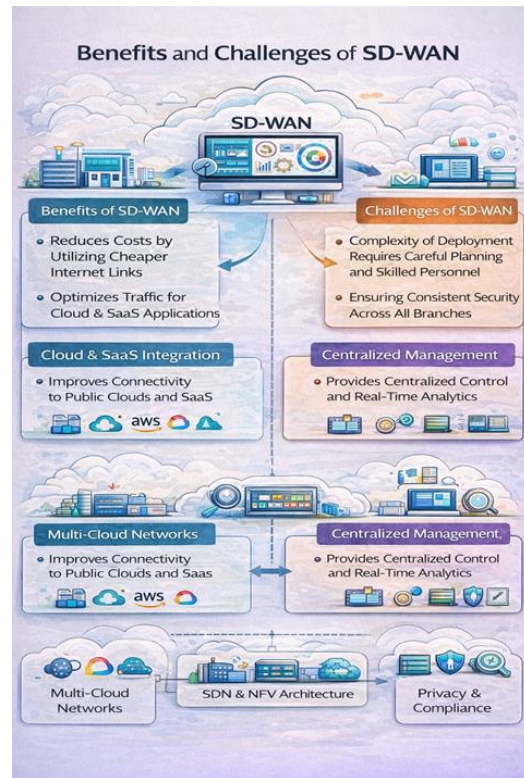 Benefits and Challenges of SD-WAN
SD-WAN
Benefits of SD-WAN
• Reduces Costs by
Utilizing Cheaper
Internet Links
• Optimizes Traffic for
Cloud & SaaS Applications
Challenges of SD-WAN
• Complexity of Deployment
Requires Careful Planning
and Skilled Personnel
• Ensuring Consistent Security
Across All Branches
Cloud & SaaS Integration
• Improves Connectivity
to Public Clouds and SaaS
aws
Centralized Management
• Provides Centralized Control
and Real-Time Analytics
Multi-Cloud Networks
• Improves Connectivity
to Public Clouds and Saas
aws
Centralized Management,
• Provides Centralized Control
and Real-Time Analytics
Multi-Cloud
Networks
SDN & NFV Architecture
Privacy &
Compliance